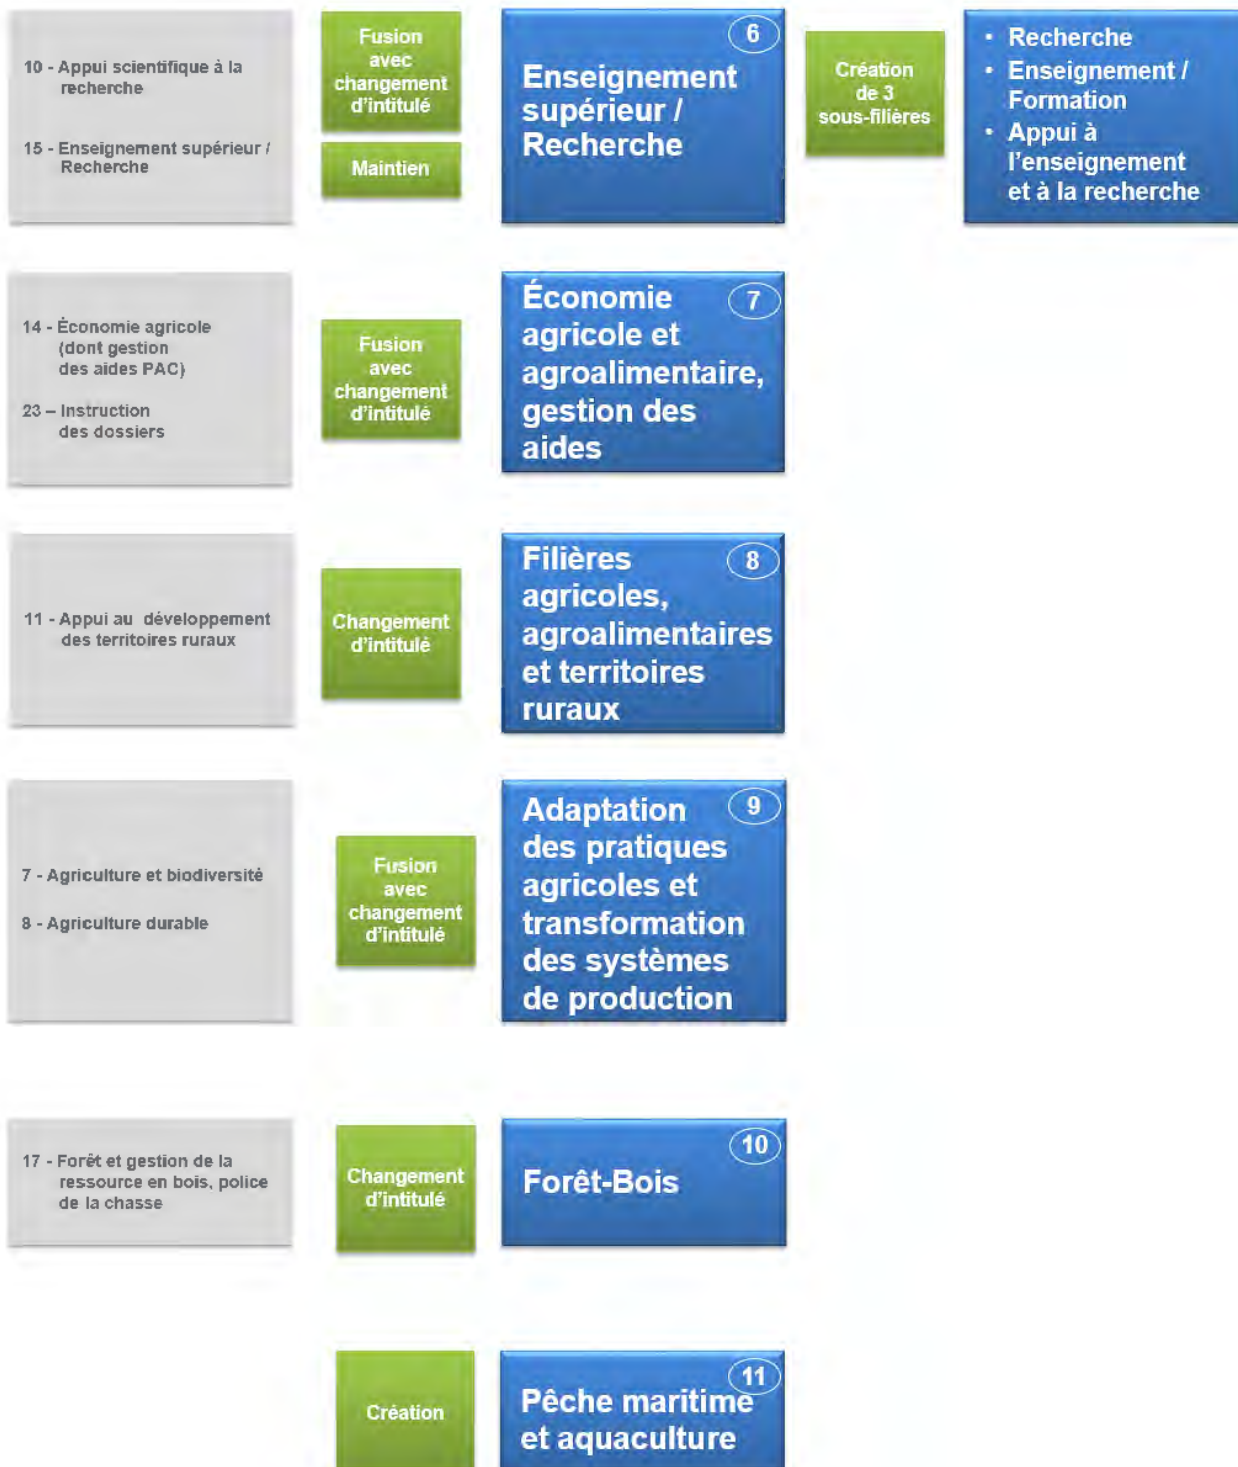 10 - Appui scientifique à la
recherche
15 - Enseignement supérieur /
Recherche
Fusion
avec
changement
d'intitulé
Maintien
6
Enseignement
supérieur /
Recherche
Création
de 3
sous-filières
• Recherche
• Enseignement /
Formation
• Appui à
l'enseignement
et à la recherche
14 - Économie agricole
(dont gestion
des aides PAC)
23 – Instruction
des dossiers
Fusion
avec
changement
d'intitulé
7
Économie
agricole et
agroalimentaire,
gestion des
aides
11 - Appui au développement
des territoires ruraux
Changement
d'intitulé
8
Filières
agricoles,
agroalimentaires
et territoires
ruraux
7 - Agriculture et biodiversité
8 - Agriculture durable
Fusion
avec
changement
d'intitulé
9
Adaptation
des pratiques
agricoles et
transformation
des systèmes
de production
17 - Forêt et gestion de la
ressource en bois, police
de la chasse
Changement
d'intitulé
10
Forêt-Bois
Création
11
Pêche maritime
et aquaculture